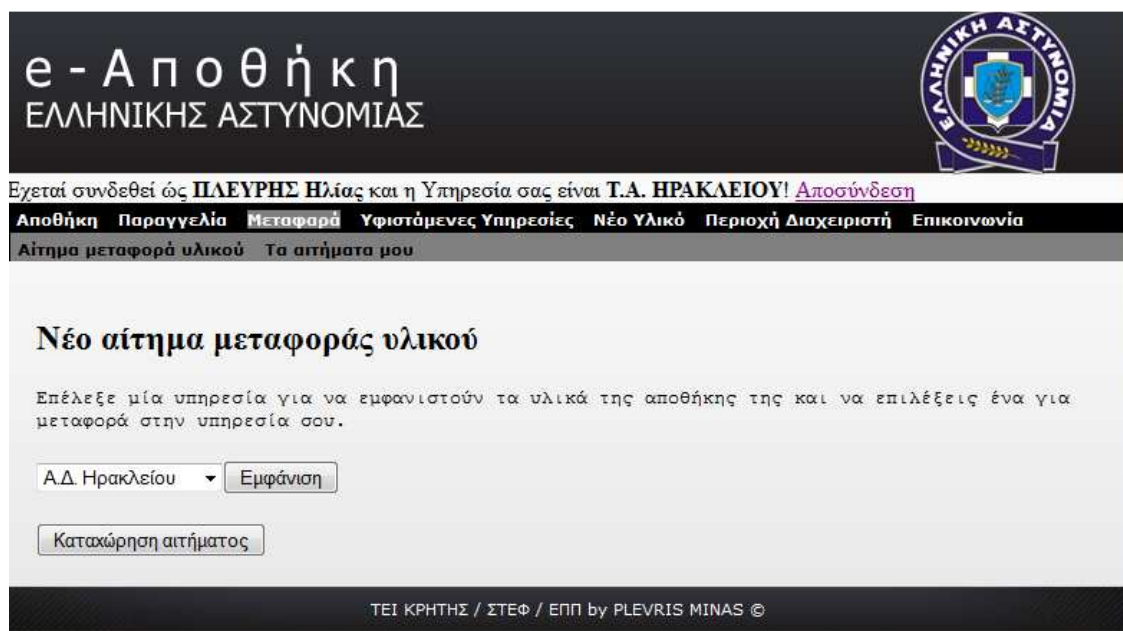 e - Α π ο θ ή κ η
ΕΛΛΗΝΙΚΗΣ ΑΣΤΥΝΟΜΙΑΣ
ΕΛΛΗΝΙΚΗ ΑΣΤΥΝΟΜΙΑ
Εχεταί συνδεθεί ώς ΠΛΕΥΡΗΣ Ηλίας και η Υπηρεσία σας είναι Τ.Α. ΗΡΑΚΛΕΙΟΥ! Αποσύνδεση
Αποθήκη Παραγγελία Μεταφορά Υφιστάμενες Υπηρεσίες Νέο Υλικό Περιοχή Διαχειριστή Επικοινωνία
Αίτημα μεταφορά υλικού Τα αιτήματα μου
Νέο αίτημα μεταφοράς υλικού
Επέλεξε μία υπηρεσία για να εμφανιστούν τα υλικά της αποθήκης της και να επιλέξεις ένα για
μεταφορά στην υπηρεσία σου.
Α.Δ. Ηρακλείου Εμφάνιση
Καταχώρηση αιτήματος
ΤΕΙ ΚΡΗΤΗΣ / ΣΤΕΦ / ΕΠΠ by PLEVRIS MINAS ©